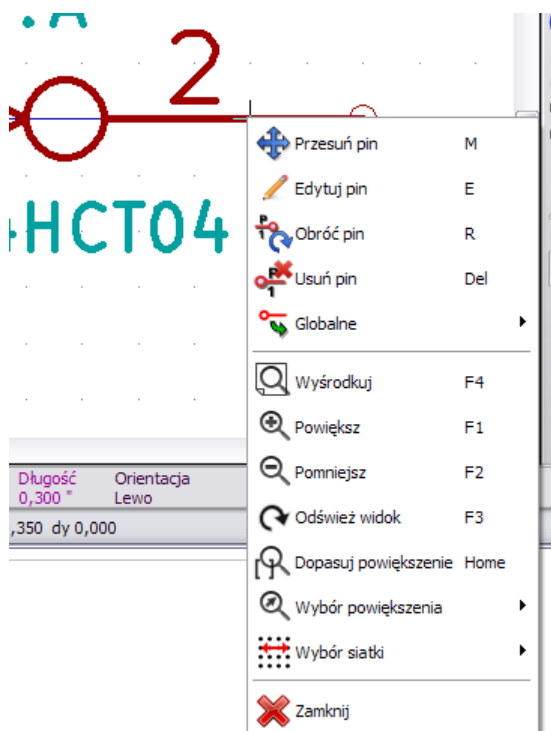 .A
2
HCT04
Przesuń pin M
Edytuj pin E
Obróć pin R
Usuń pin Del
Globalne
Wyśrodkuj F4
Powiększ F1
Pomniejsz F2
Odśwież widok F3
Dopasuj powiększenie Home
Wybór powiększenia
Wybór siatki
Zamknij
Długość Orientacja
0,300 " Lewo
,350 dy 0,000